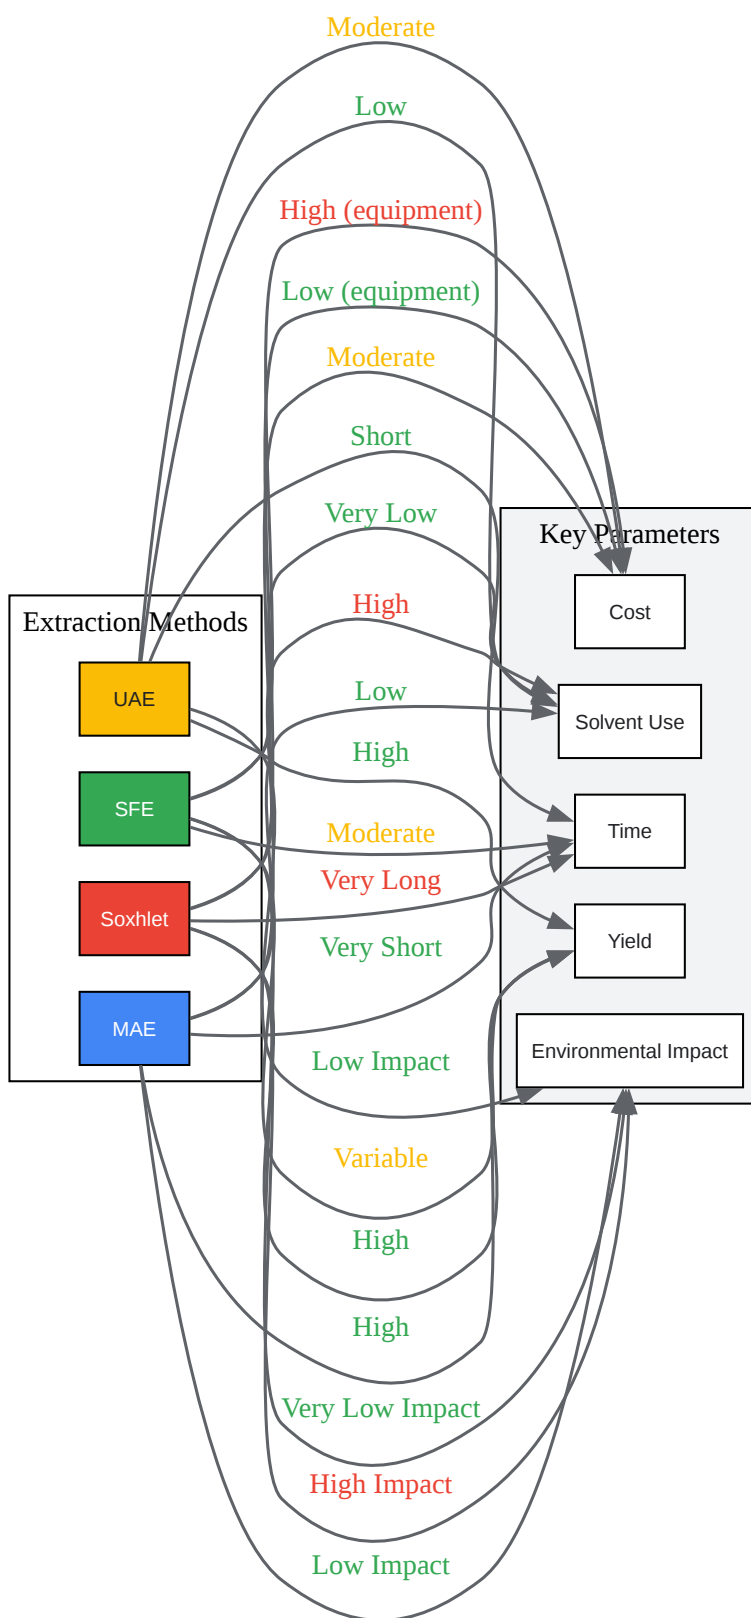 Moderate
Low
High (equipment)
Low (equipment)
Moderate
Short
Very Low
Key Parameters
High
Cost
Extraction Methods
Low
UAE
Solvent Use
High
SFE
Moderate
Time
Very Long
Soxhlet
Very Short
Yield
MAE
Low Impact
Environmental Impact
Variable
High
High
Very Low Impact
High Impact
Low Impact